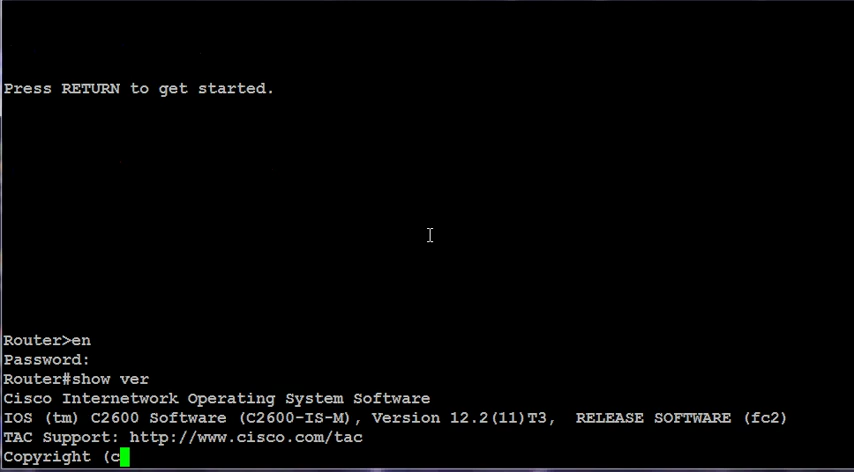 Press RETURN to get started.
Router>en
Password:
Router#show ver
Cisco Internetwork Operating System Software
IOS (tm) C2600 Software (C2600-IS-M), Version 12.2(11)T3,  RELEASE SOFTWARE (fc2)
TAC Support: http://www.cisco.com/tac
Copyright (c